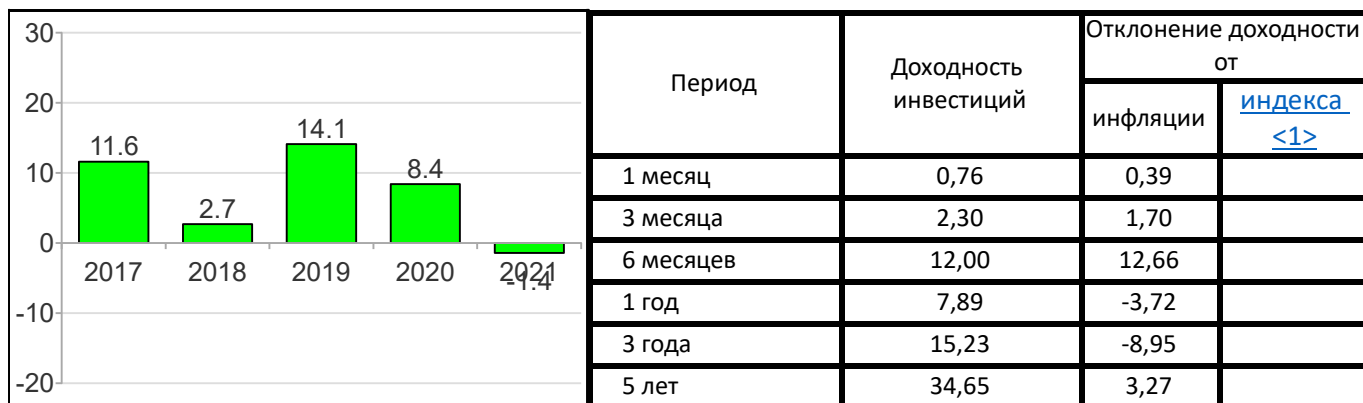 30
20
10
0
-10
-20
11.6
2.7
14.1
8.4
-1.4
2017 2018 2019 2020 2021
Период
Доходность
инвестиций
Отклонение доходности
от
инфляции
индекса
<1>
1 месяц 0,76 0,39
3 месяца 2,30 1,70
6 месяцев 12,00 12,66
1 год 7,89 -3,72
3 года 15,23 -8,95
5 лет 34,65 3,27